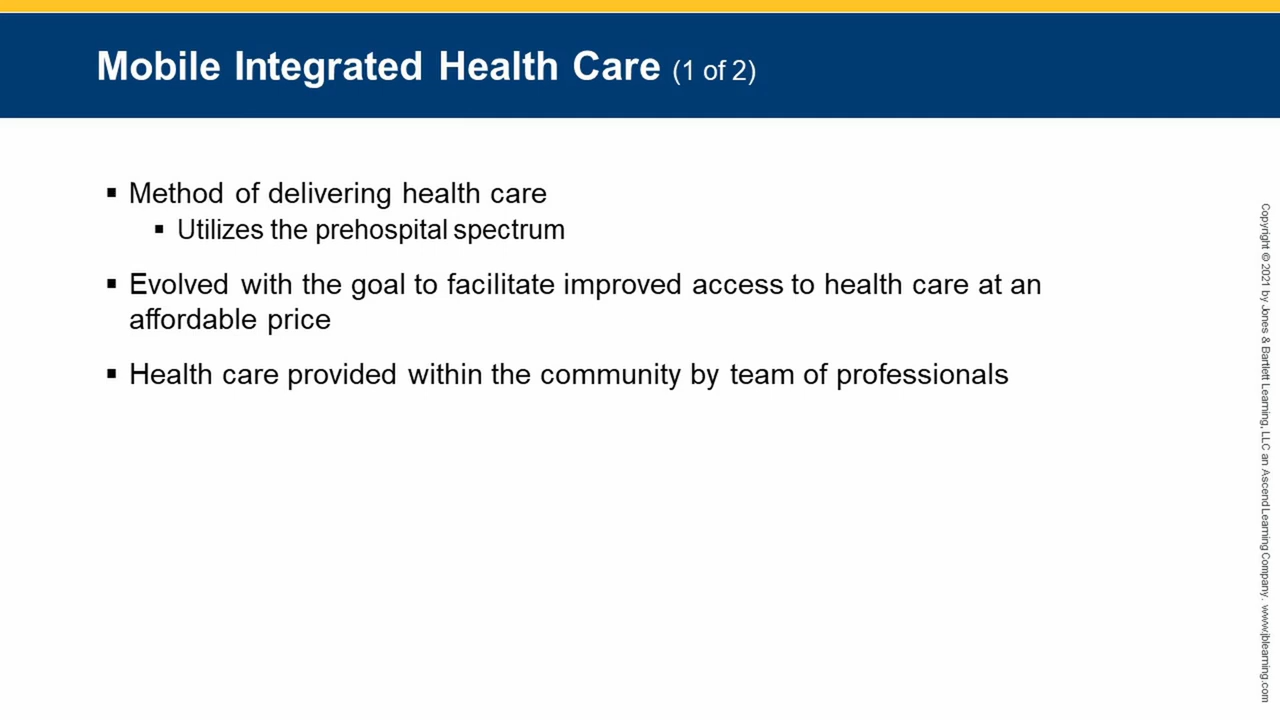 Mobile Integrated Health Care (1 of 2)
▪ Method of delivering health care
▪ Utilizes the prehospital spectrum
▪ Evolved with the goal to facilitate improved access to health care at an
affordable price
▪ Health care provided within the community by team of professionals
Copyright © 2021 by Jones & Bartlett Learning, LLC an Ascend Learning Company. www.jblearning.com